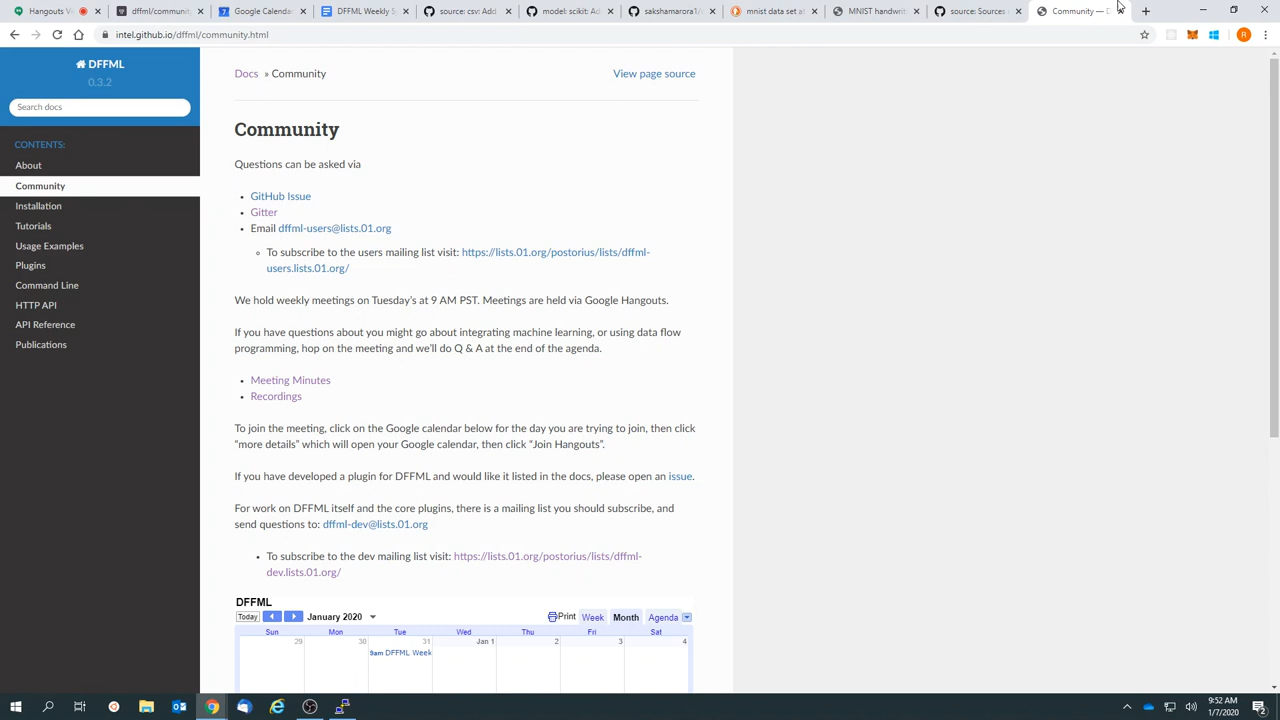 Hangouts V
dffml/communit
Google Calenda
DFFML Weekly S
source: csv: Add
model: scikit: Ad
sakshamarora1/
mnist data set at
MNIST handwrit
source: Sources
Community — D
intel.github.io/dffml/community.html
R
DFFML
0.3.2
Search docs
CONTENTS:
About
Community
Installation
Tutorials
Usage Examples
Plugins
Command Line
HTTP API
API Reference
Publications
Docs » Community
View page source
Community
Questions can be asked via
• GitHub Issue
• Gitter
• Email dffml-users@lists.01.org
To subscribe to the users mailing list visit: https://lists.01.org/postorius/lists/dffml-
users.lists.01.org/
We hold weekly meetings on Tuesday's at 9 AM PST. Meetings are held via Google Hangouts.
If you have questions about you might go about integrating machine learning, or using data flow
programming, hop on the meeting and we'll do Q & A at the end of the agenda.
• Meeting Minutes
• Recordings
To join the meeting, click on the Google calendar below for the day you are trying to join, then click
"more details" which will open your Google calendar, then click "Join Hangouts".
If you have developed a plugin for DFFML and would like it listed in the docs, please open an issue.
For work on DFFML itself and the core plugins, there is a mailing list you should subscribe, and
send questions to: dffml-dev@lists.01.org
• To subscribe to the dev mailing list visit: https://lists.01.org/postorius/lists/dffml-
dev.lists.01.org/
DFFML
Today January 2020 Print Week Month Agenda
Sun Mon Tue Wed Thu Fri Sat
29 30 31 Jan 1 2 3 4
9am DFFML Week
9:52 AM
1/7/2020
2